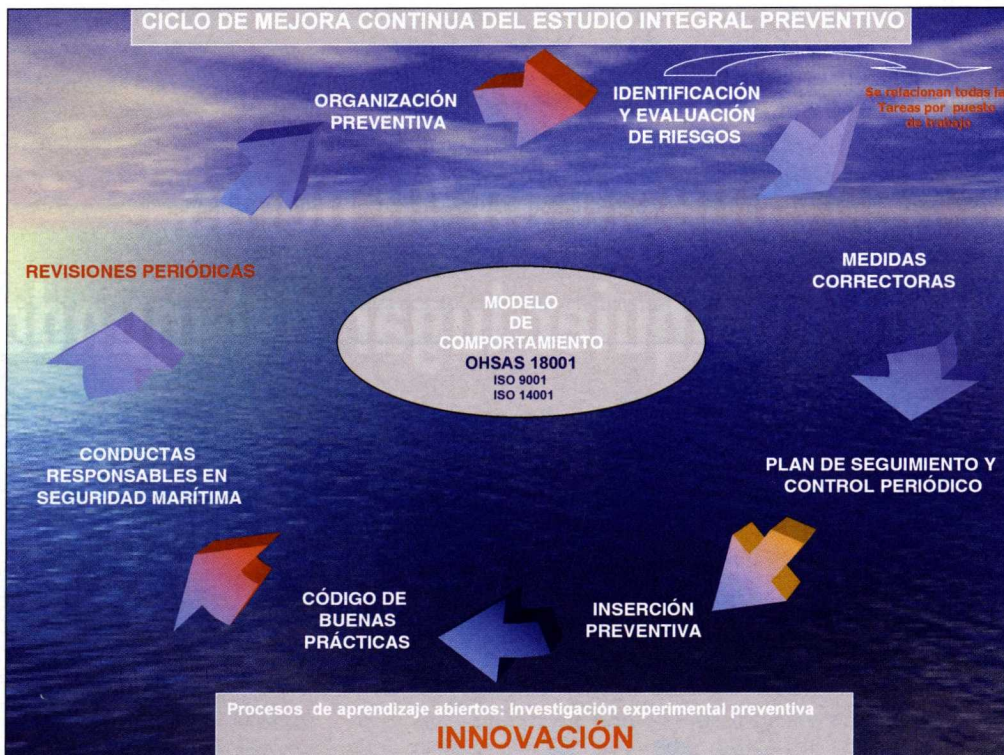 CICLO DE MEJORA CONTINUA DEL ESTUDIO INTEGRAL PREVENTIVO
ORGANIZACIÓN
PREVENTIVA
IDENTIFICACIÓN
Y EVALUACIÓN
DE RIESGOS
Se relacionan todas la
Tareas por puesto
de trabajo
MEDIDAS
CORRECTORAS
PLAN DE SEGUIMIENTO Y
CONTROL PERIÓDICO
INSERCIÓN
PREVENTIVA
CÓDIGO DE
BUENAS
PRÁCTICAS
CONDUCTAS
RESPONSABLES EN
SEGURIDAD MARÍTIMA
REVISIONES PERIÓDICAS
MODELO
DE
COMPORTAMIENTO
OHSAS 18001
ISO 9001
ISO 14001
Procesos de aprendizaje abiertos: Investigación experimental preventiva
INNOVACIÓN